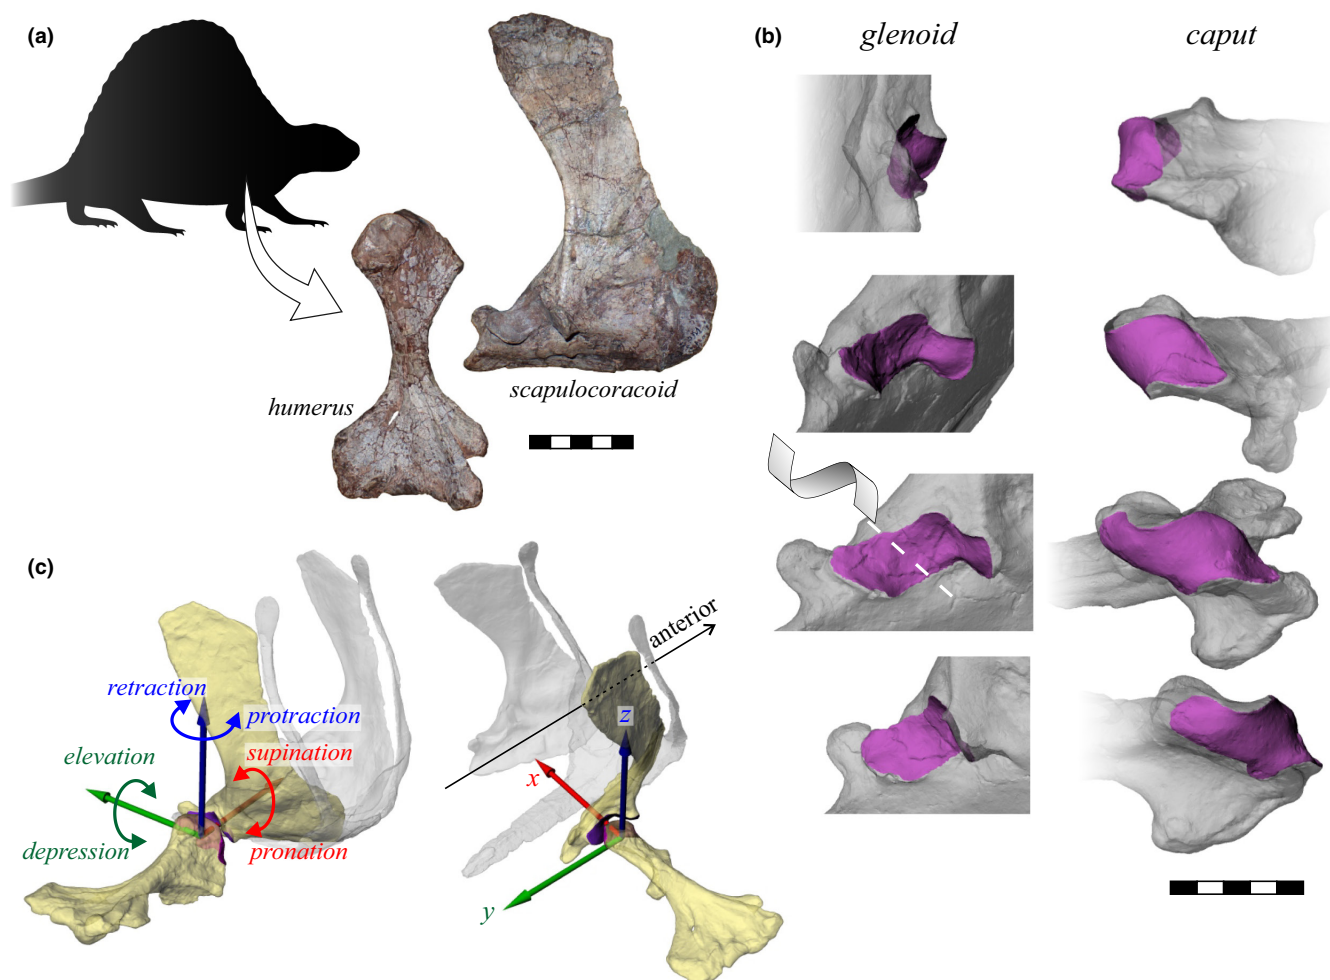 (a)
humerus
scapulocoracoid
(b)
glenoid
caput
(c)
retraction
protraction
elevation
supination
depression
pronation
anterior
z
x
y